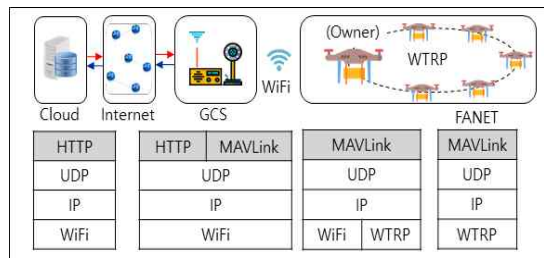 (Owner)
WTRP
WiFi
Cloud Internet GCS
FANET
HTTP HTTP MAVLink MAVLink MAVLink
UDP UDP UDP UDP
IP IP IP IP
WiFi WiFi WiFi WTRP WTRP